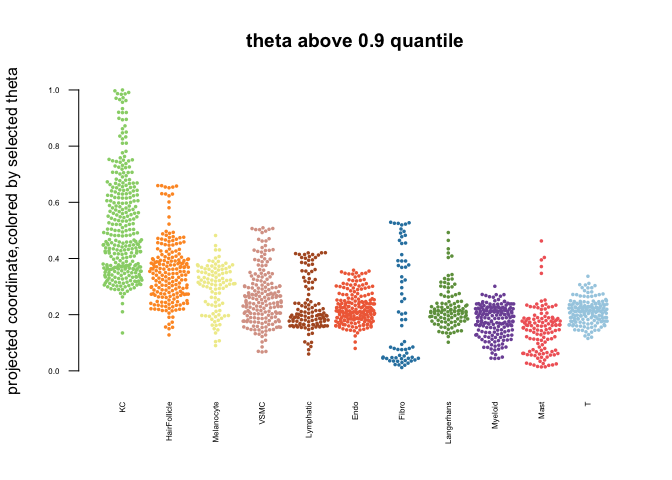 theta above 0.9 quantile
projected coordinate,colored by selected theta
1.0
0.8
0.6
0.4
0.2
0.0
KC
HairFollicle
Melanocyte
VSMC
Lymphatic
Endo
Fibro
Langerhans
Myeloid
Mast
T